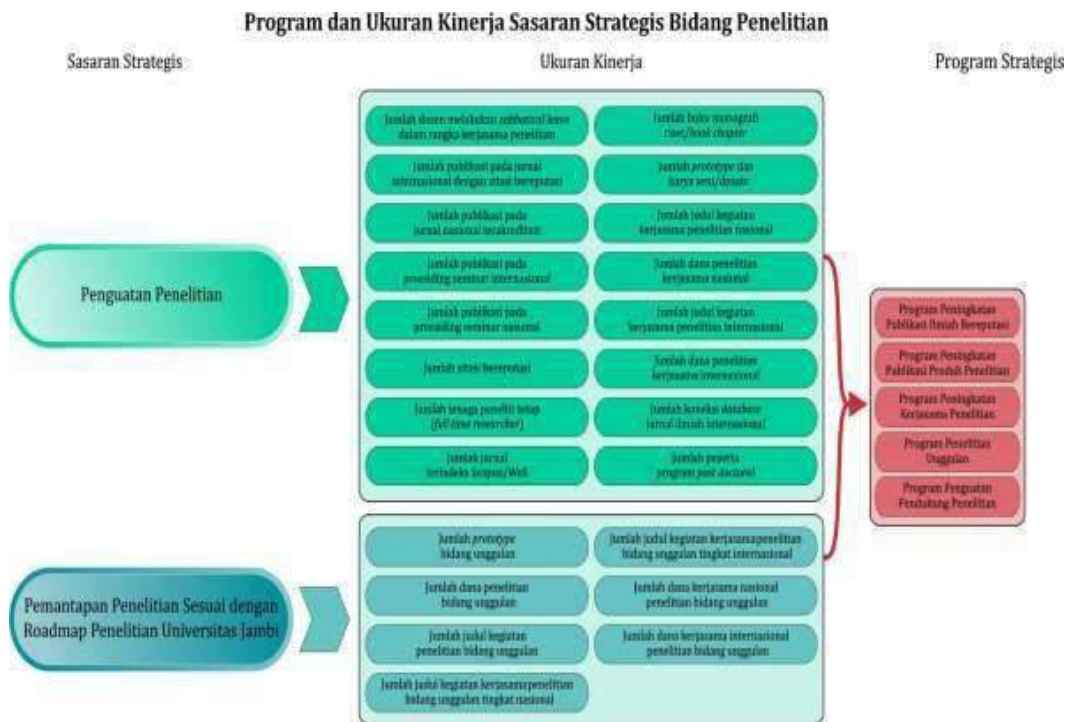 Program dan Ukuran Kinerja Sasaran Strategis Bidang Penelitian
Sasaran Strategis
Ukuran Kinerja
Program Strategis
Penguatan Penelitian
Jumlah dosen melakukan sabbatical leave
dalam rangka kerjasama penelitian
Jumlah publikasi pada jurnal
internasional dengan sitasi bereputasi
Jumlah publikasi pada
jurnal nasional terakreditasi
Jumlah publikasi pada
prosiding seminar internasional
Jumlah publikasi pada
prosiding seminar nasional
Jumlah sitasi bereputasi
Jumlah tenaga peneliti tetap
(full time researcher)
Jumlah jurnal
terindeks Scopus/WoS
Jumlah buku monografi
riset/book chapter
Jumlah prototype dan
karya seni/desain
Jumlah judul kegiatan
kerjasama penelitian nasional
Jumlah dana penelitian
kerjasama nasional
Jumlah judul kegiatan
kerjasama penelitian internasional
Jumlah dana penelitian
kerjasama internasional
Jumlah koneksi database
jurnal ilmiah internasional
Jumlah peserta
program post doctoral
Pemantapan Penelitian Sesuai dengan
Roadmap Penelitian Universitas Jambi
Jumlah prototype
bidang unggulan
Jumlah dana penelitian
bidang unggulan
Jumlah judul kegiatan
penelitian bidang unggulan
Jumlah judul kegiatan kerjasama penelitian
bidang unggulan tingkat nasional
Jumlah judul kegiatan kerjasama penelitian
bidang unggulan tingkat internasional
Jumlah dana kerjasama nasional
penelitian bidang unggulan
Jumlah dana kerjasama internasional
penelitian bidang unggulan
Program Peningkatan
Publikasi Ilmiah Bereputasi
Program Peningkatan
Publikasi Produk Penelitian
Program Peningkatan
Kerjasama Penelitian
Program Penelitian
Unggulan
Program Penguatan
Pendukung Penelitian